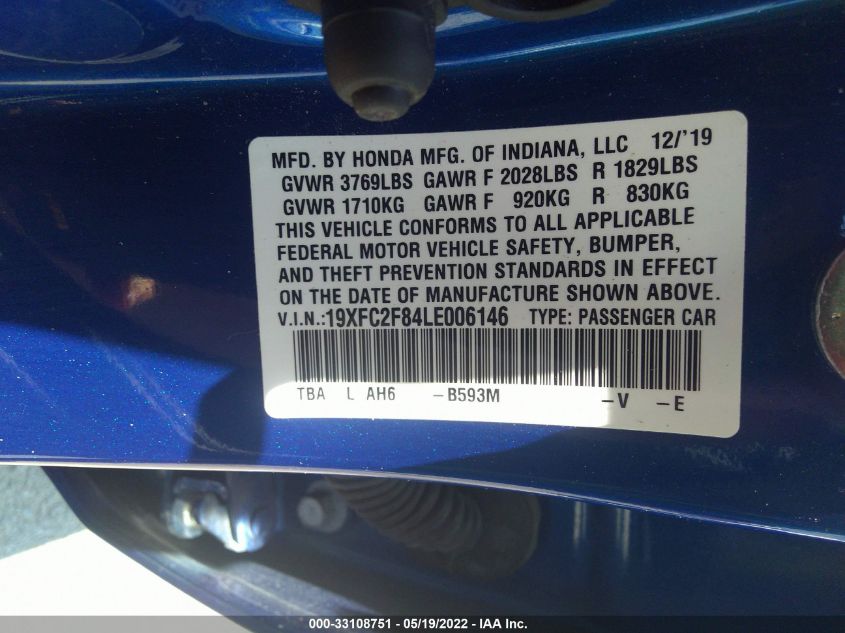 MFD. BY HONDA MFG. OF INDIANA, LLC 12/'19
GVWR 3769LBS GAWR F 2028LBS R 1829LBS
GVWR 1710KG GAWR F 920KG R 830KG
THIS VEHICLE CONFORMS TO ALL APPLICABLE
FEDERAL MOTOR VEHICLE SAFETY, BUMPER,
AND THEFT PREVENTION STANDARDS IN EFFECT
ON THE DATE OF MANUFACTURE SHOWN ABOVE.
V.I.N.:19XFC2F84LE006146 TYPE: PASSENGER CAR
TBA L AH6 -B593M -V -E
000-33108751 - 05/19/2022 - IAA Inc.